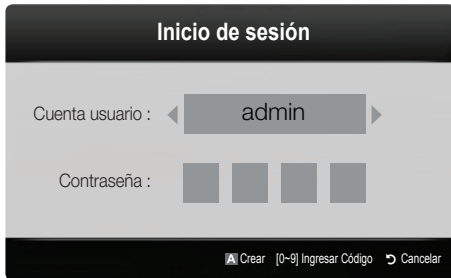 Inicio de sesión
Cuenta usuario : admin
Contraseña :
A Crear [0~9] Ingresar Código Cancelar